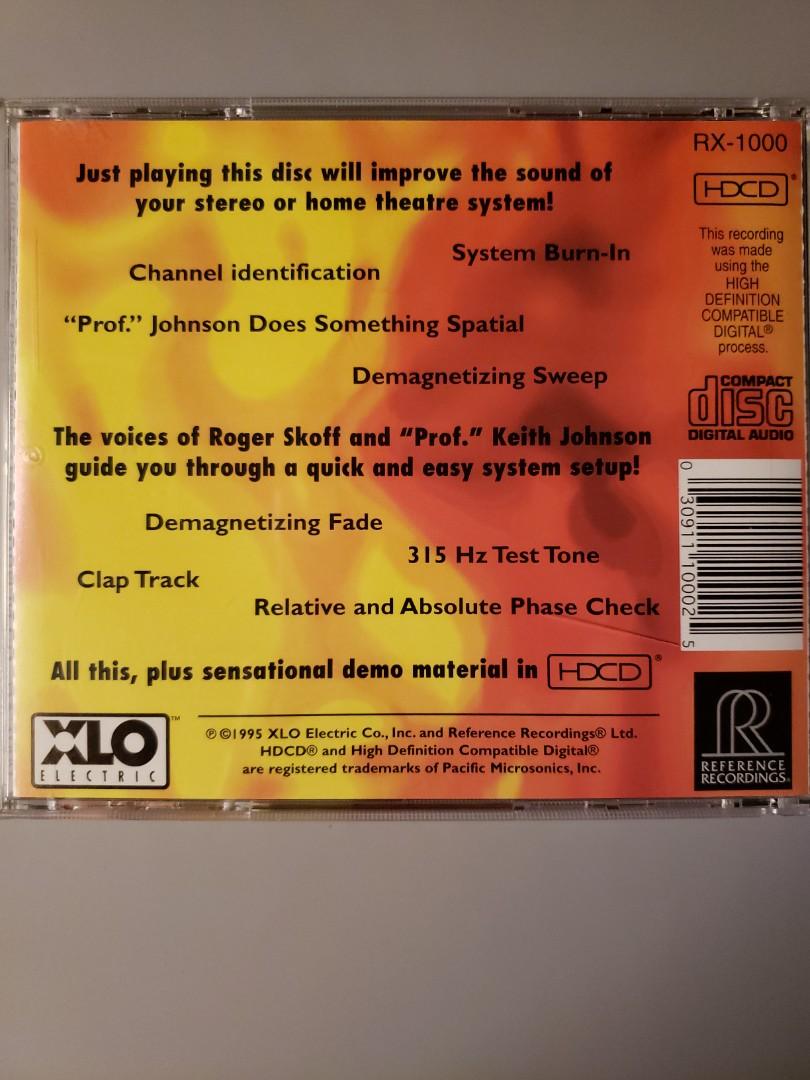 Just playing this disc will improve the sound of
your stereo or home theatre system!
System Burn-In
Channel identification
“Prof.” Johnson Does Something Spatial
Demagnetizing Sweep
The voices of Roger Skoff and “Prof.” Keith Johnson
guide you through a quick and easy system setup!
Demagnetizing Fade
315 Hz Test Tone
Clap Track
Relative and Absolute Phase Check
All this, plus sensational demo material in HDCD®
XLO™
ELECTRIC
℗©1995 XLO Electric Co., Inc. and Reference Recordings® Ltd.
HDCD® and High Definition Compatible Digital®
are registered trademarks of Pacific Microsonics, Inc.
RX-1000
HDCD®
This recording
was made
using the
HIGH
DEFINITION
COMPATIBLE
DIGITAL®
process.
COMPACT
disc
DIGITAL AUDIO
0 30911 10002 5
R
REFERENCE
RECORDINGS®